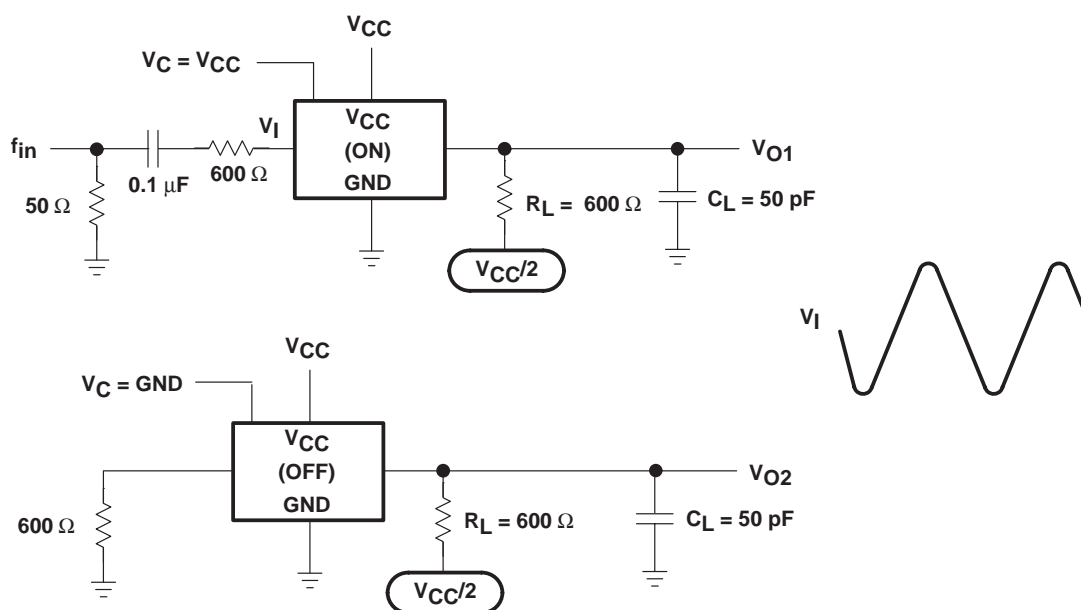 VCC
VC = VCC
fin
0.1 μF
VI
600 Ω
VCC
(ON)
GND
VO1
50 Ω
RL = 600 Ω
CL = 50 pF
VCC/2
VI
VCC
VC = GND
VCC
(OFF)
GND
VO2
600 Ω
RL = 600 Ω
CL = 50 pF
VCC/2